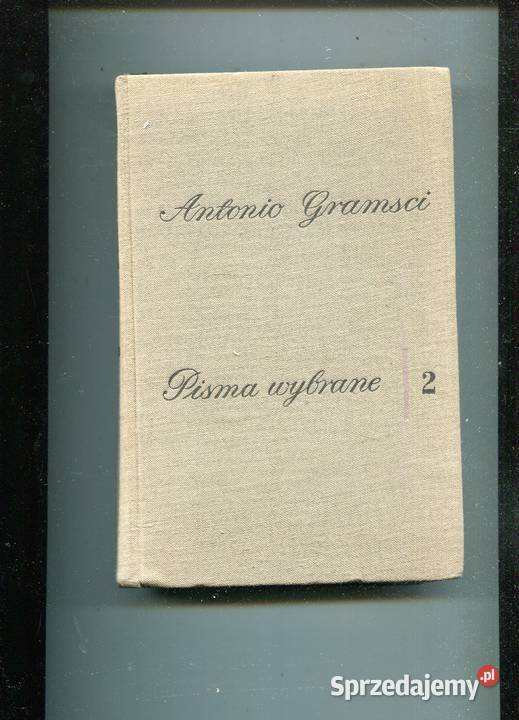 Antonio Gramsci
Pisma wybrane 2
Sprzedajemy.pl